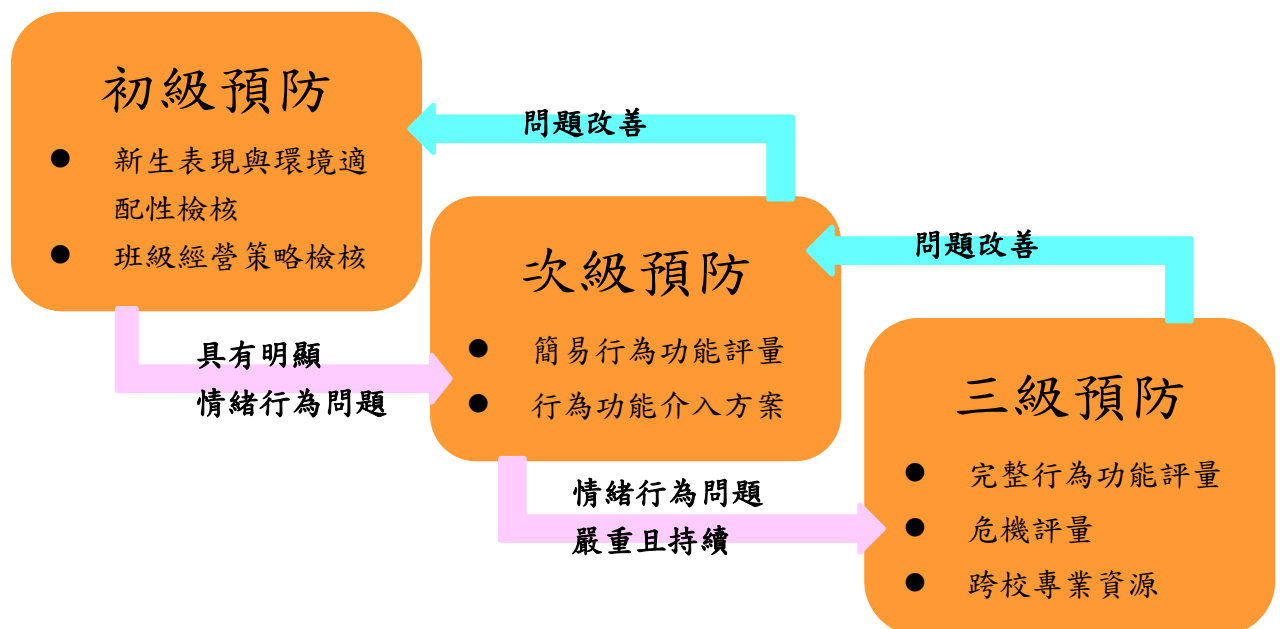 初級預防
● 新生表現與環境適
配性檢核
● 班級經營策略檢核
問題改善
具有明顯
情緒行為問題
次級預防
● 簡易行為功能評量
● 行為功能介入方案
問題改善
情緒行為問題
嚴重且持續
三級預防
● 完整行為功能評量
● 危機評量
● 跨校專業資源